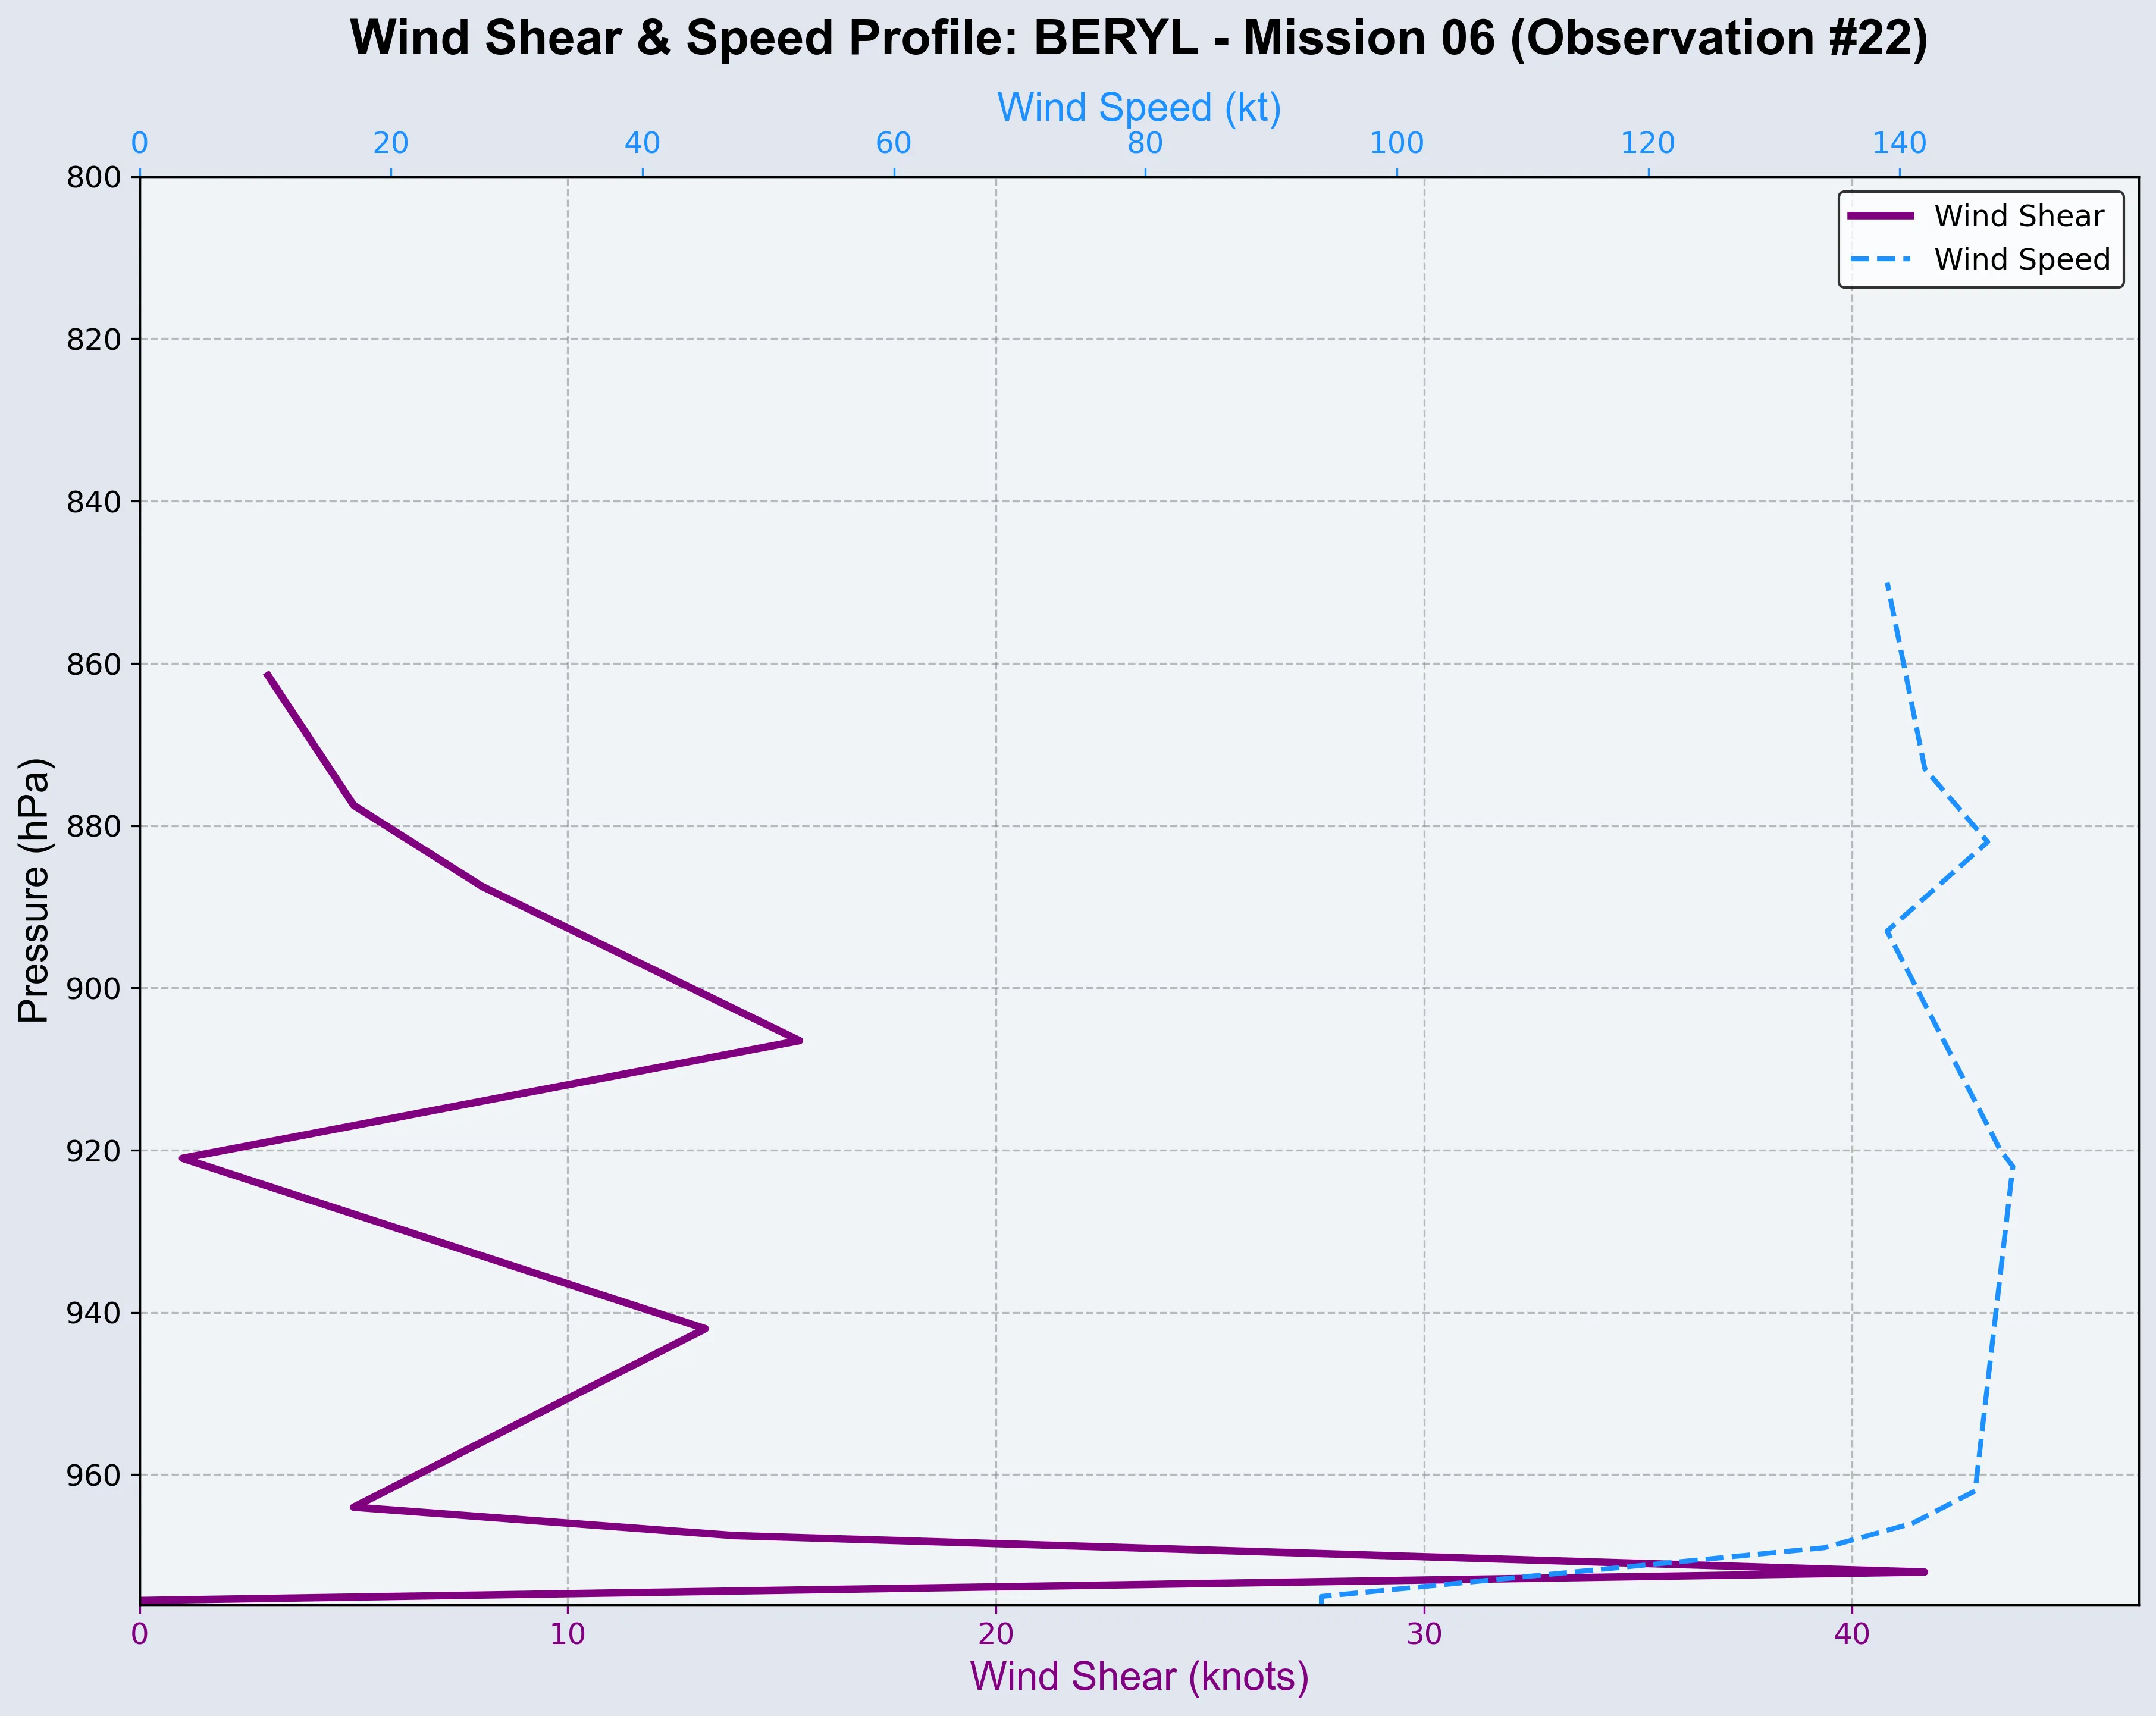 Wind Shear & Speed Profile: BERYL - Mission 06 (Observation #22)
Wind Speed (kt)
0 20 40 60 80 100 120 140
Wind Shear
Wind Speed
Pressure (hPa)
800
820
840
860
880
900
920
940
960
0 10 20 30 40
Wind Shear (knots)